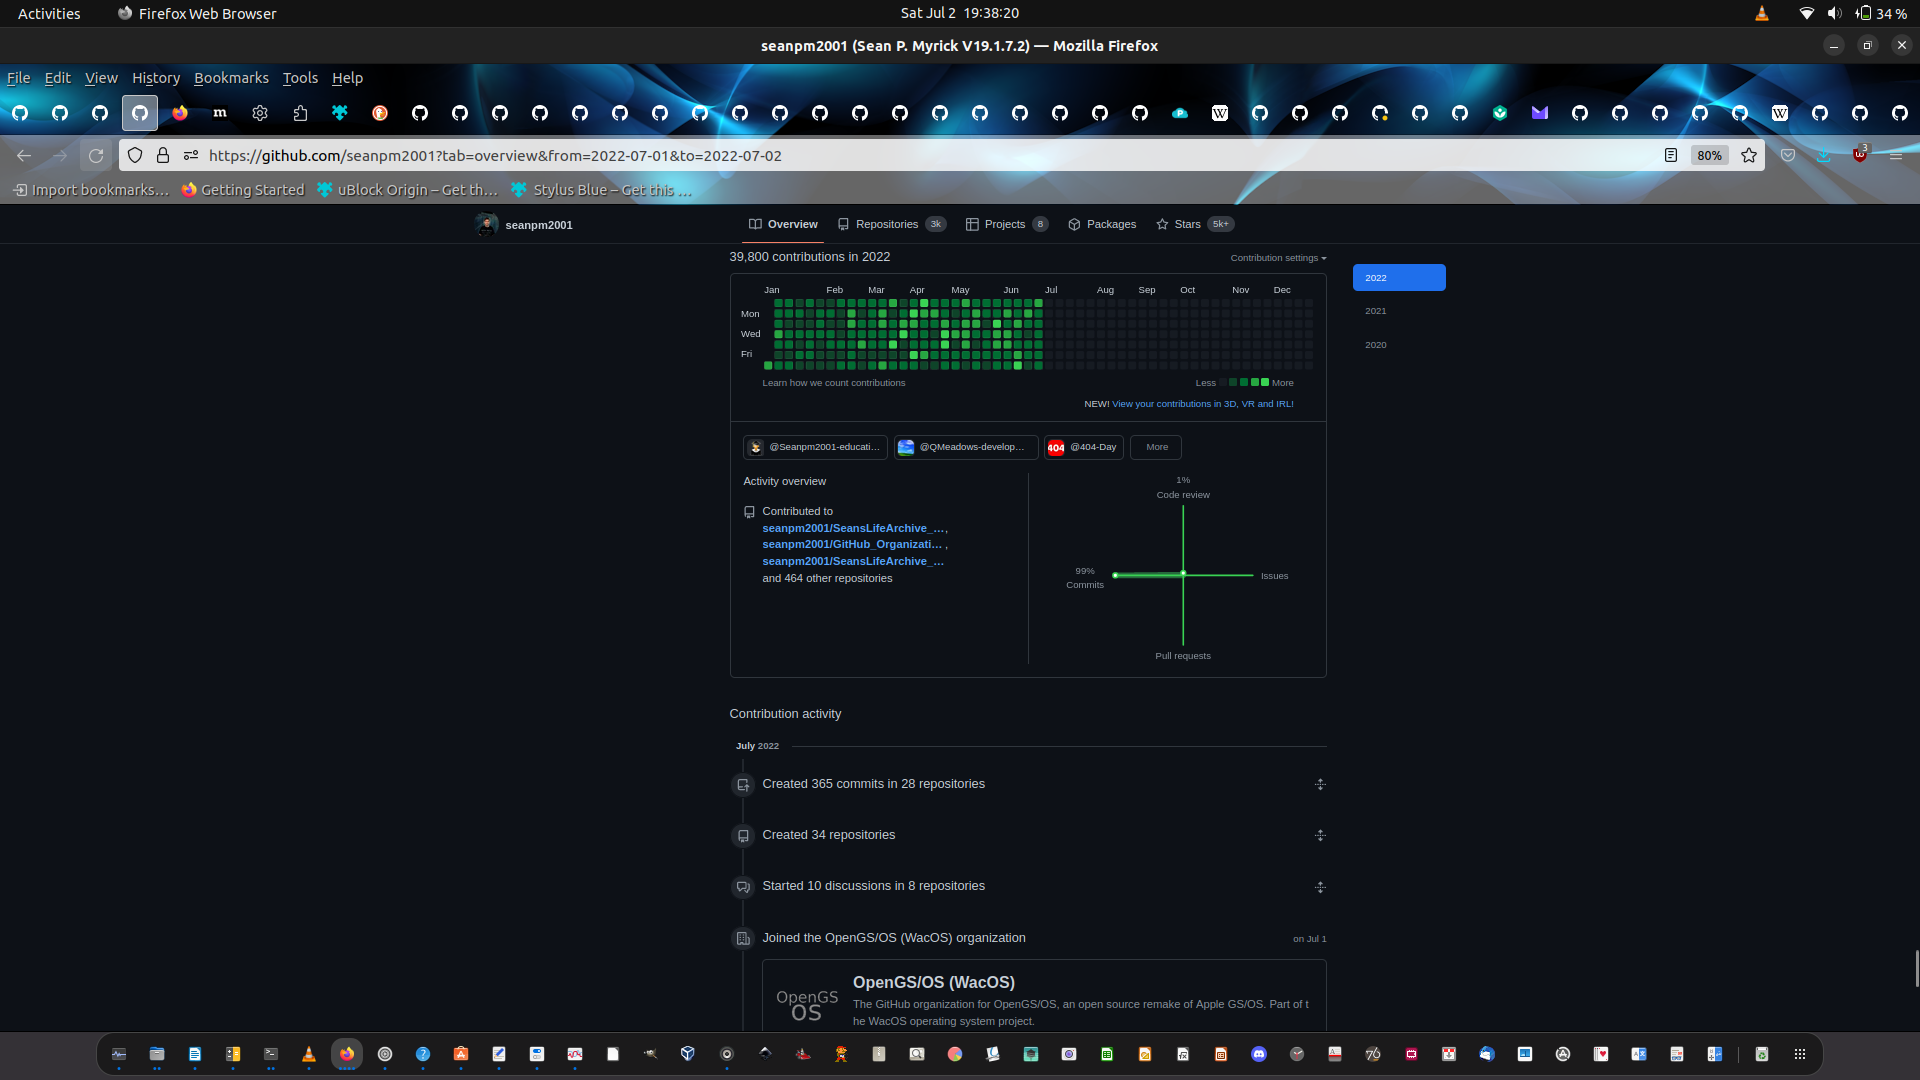 Activities
Firefox Web Browser
Sat Jul 2 19:38:20
34 %
seanpm2001 (Sean P. Myrick V19.1.7.2) — Mozilla Firefox
File Edit View History Bookmarks Tools Help
https://github.com/seanpm2001?tab=overview&from=2022-07-01&to=2022-07-02
80%
3
Import bookmarks…
Getting Started
uBlock Origin – Get th…
Stylus Blue – Get this …
seanpm2001
Overview
Repositories 3k
Projects 8
Packages
Stars 5k+
39,800 contributions in 2022
Contribution settings
2022
2021
2020
Jan Feb Mar Apr May Jun Jul Aug Sep Oct Nov Dec
Mon
Wed
Fri
Learn how we count contributions
Less
More
NEW! View your contributions in 3D, VR and IRL!
@Seanpm2001-educati…
@QMeadows-develop…
404
@404-Day
More
Activity overview
Contributed to
seanpm2001/SeansLifeArchive_…,
seanpm2001/GitHub_Organizati… ,
seanpm2001/SeansLifeArchive_…
and 464 other repositories
1%
Code review
99%
Commits
Issues
Pull requests
Contribution activity
July 2022
Created 365 commits in 28 repositories
Created 34 repositories
Started 10 discussions in 8 repositories
Joined the OpenGS/OS (WacOS) organization
on Jul 1
OpenGS
OS
OpenGS/OS (WacOS)
The GitHub organization for OpenGS/OS, an open source remake of Apple GS/OS. Part of t
he WacOS operating system project.